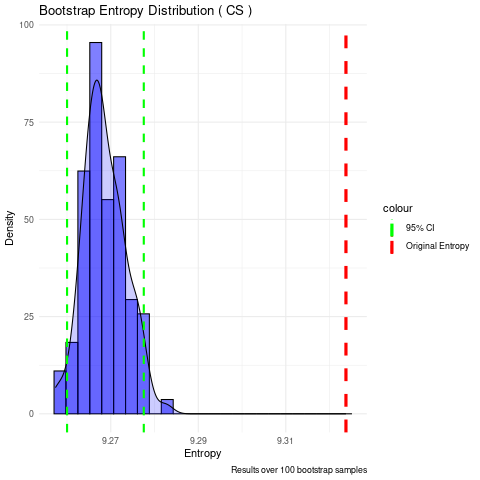 Bootstrap Entropy Distribution ( CS )
100
75
50
25
0
Density
9.27
9.29
9.31
Entropy
colour
95% CI
Original Entropy
Results over 100 bootstrap samples